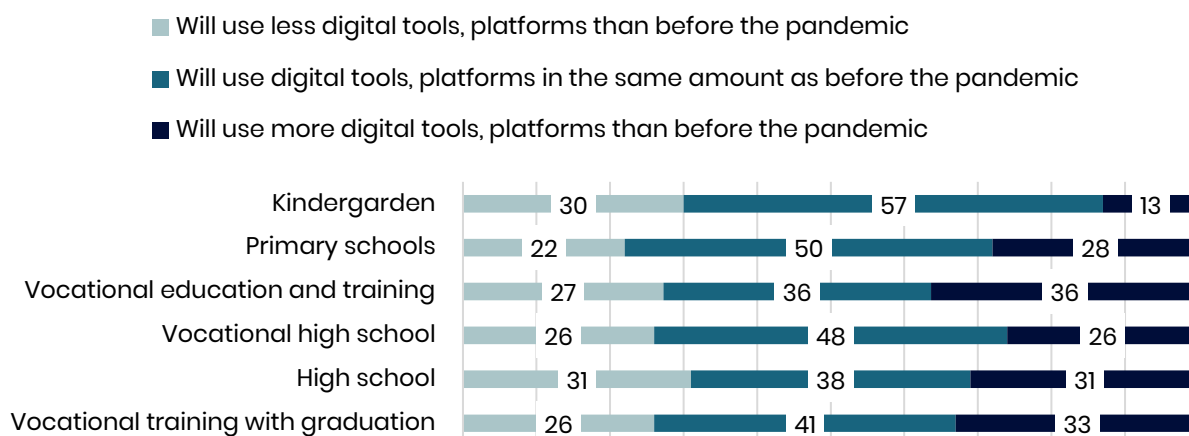 Will use less digital tools, platforms than before the pandemic
Will use digital tools, platforms in the same amount as before the pandemic
Will use more digital tools, platforms than before the pandemic
Kindergarden 30 57 13
Primary schools 22 50 28
Vocational education and training 27 36 36
Vocational high school 26 48 26
High school 31 38 31
Vocational training with graduation 26 41 33